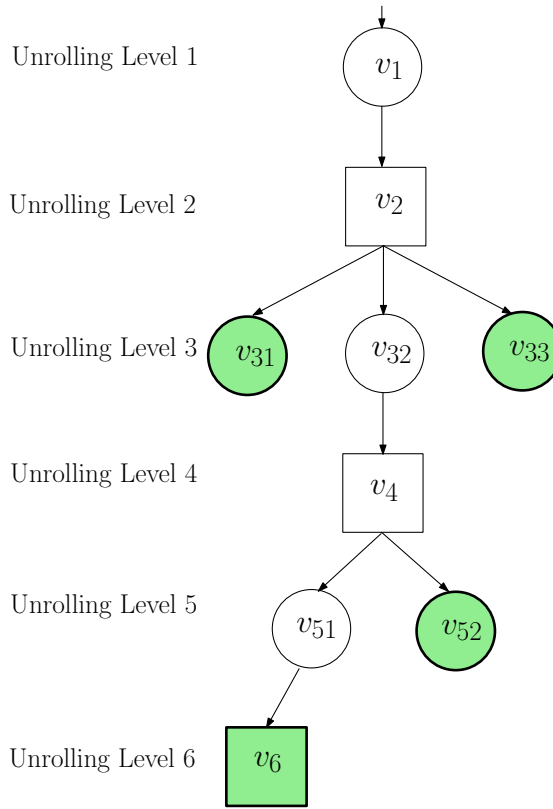 Unrolling Level 1 v₁
Unrolling Level 2 v₂
Unrolling Level 3 v₃₁ v₃₂ v₃₃
Unrolling Level 4 v₄
Unrolling Level 5 v₅₁ v₅₂
Unrolling Level 6 v₆